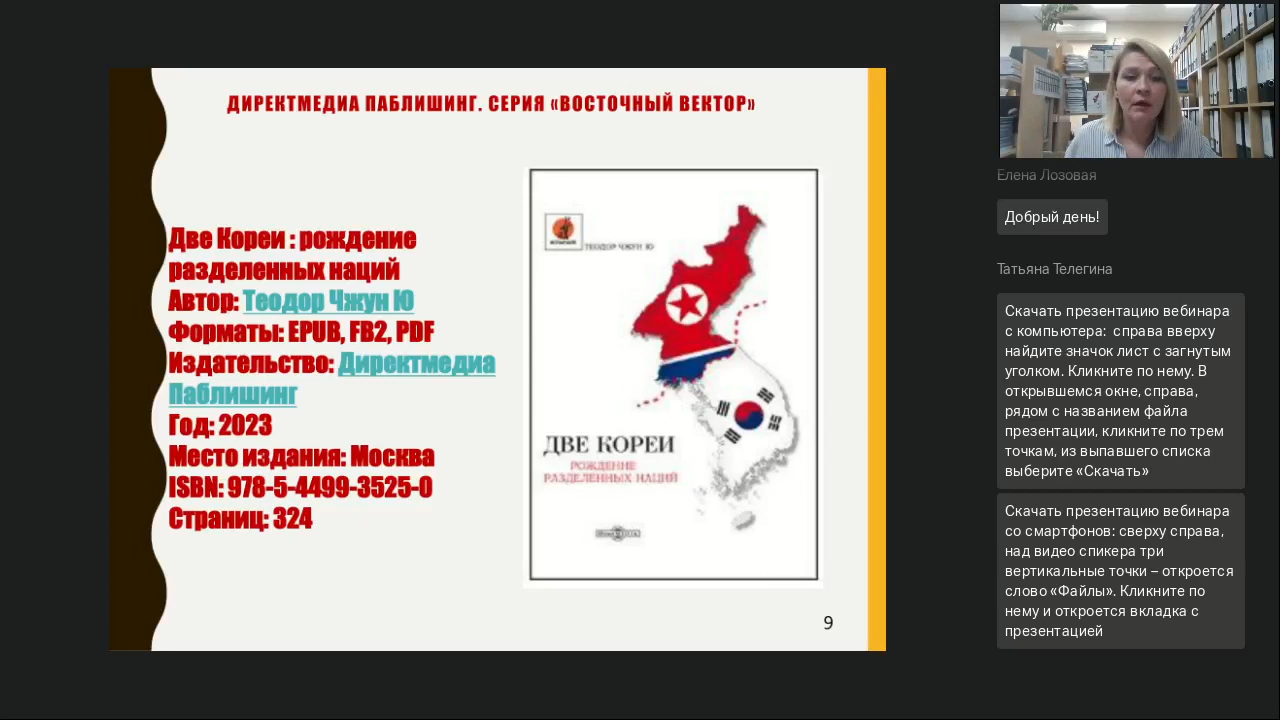 ДИРЕКТМЕДИА ПАБЛИШИНГ. СЕРИЯ «ВОСТОЧНЫЙ ВЕКТОР»
Две Кореи : рождение
разделенных наций
Автор: Теодор Чжун Ю
Форматы: EPUB, FB2, PDF
Издательство: Директмедиа
Паблишинг
Год: 2023
Место издания: Москва
ISBN: 978-5-4499-3525-0
Страниц: 324
ТЕОДОР ЧЖУН Ю
ДВЕ КОРЕИ
РОЖДЕНИЕ
РАЗДЕЛЕННЫХ НАЦИЙ
9
Елена Лозовая
Добрый день!
Татьяна Телегина
Скачать презентацию вебинара
с компьютера: справа вверху
найдите значок лист с загнутым
уголком. Кликните по нему. В
открывшемся окне, справа,
рядом с названием файла
презентации, кликните по трем
точкам, из выпавшего списка
выберите «Скачать»
Скачать презентацию вебинара
со смартфонов: сверху справа,
над видео спикера три
вертикальные точки – откроется
слово «Файлы». Кликните по
нему и откроется вкладка с
презентацией